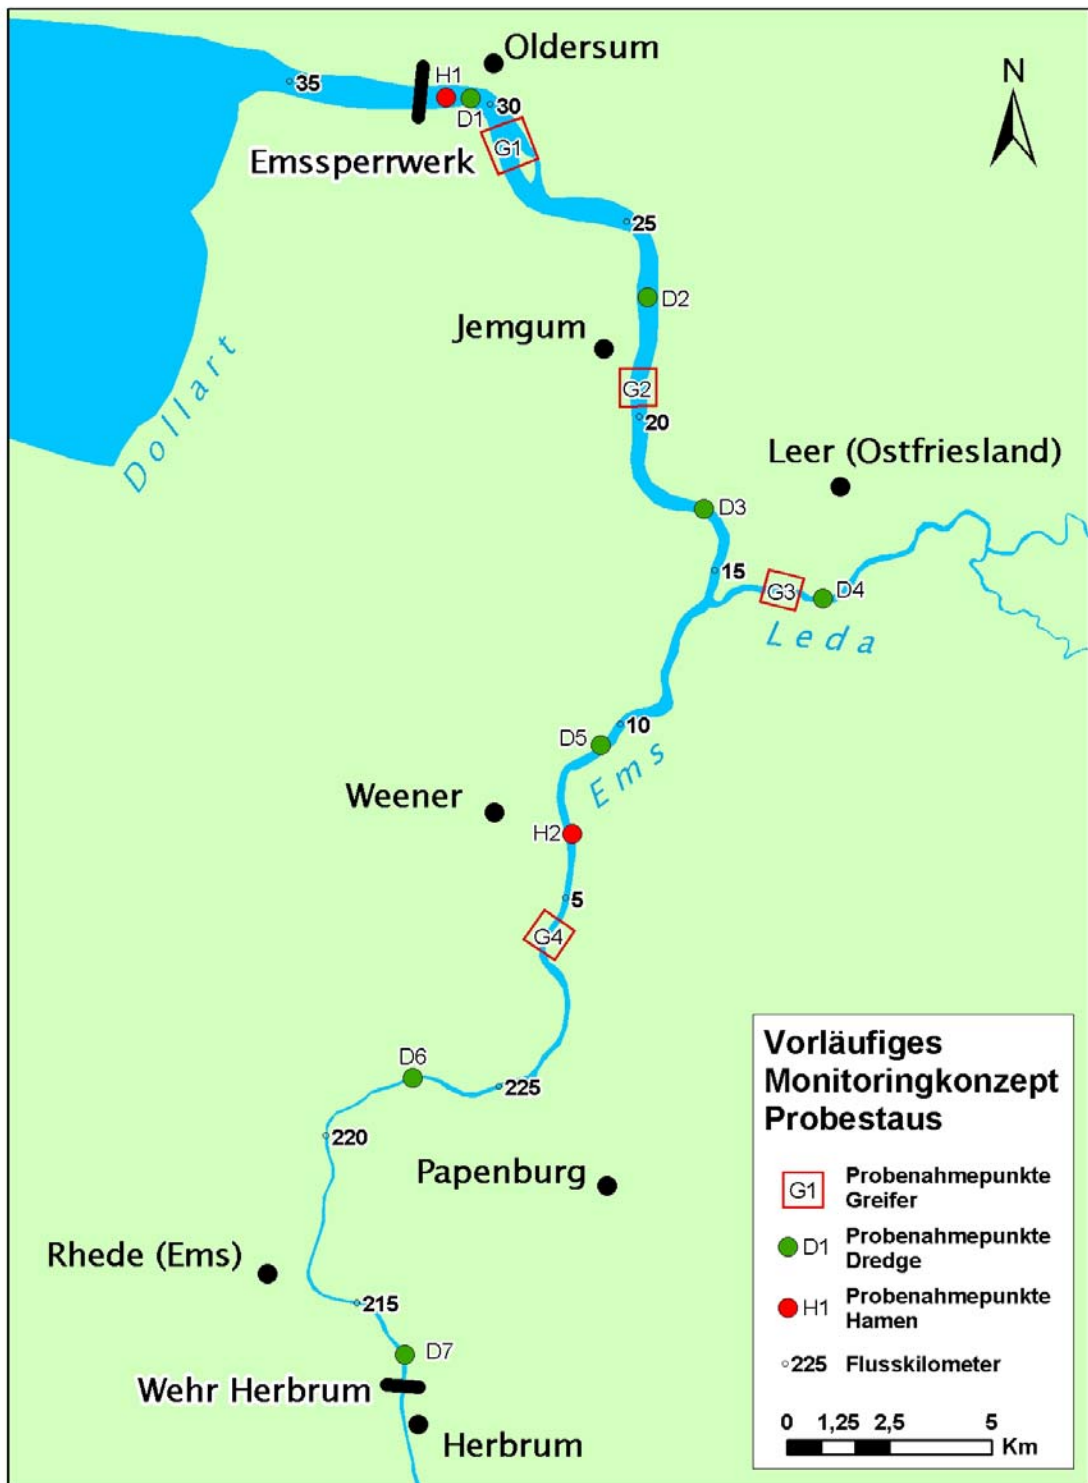 Oldersum
N
35
H1
D1
30
G1
Emssperrwerk
25
D2
Jemgum
G2
20
Dollart
Leer (Ostfriesland)
D3
15
G3
D4
Leda
10
D5
Ems
Weener
H2
5
G4
D6
225
220
Papenburg
Rhede (Ems)
215
D7
Wehr Herbrum
Herbrum
Vorläufiges
Monitoringkonzept
Probestaus
G1 Probenahmepunkte
Greifer
D1 Probenahmepunkte
Dredge
H1 Probenahmepunkte
Hamen
225 Flusskilometer
0 1,25 2,5 5
Km